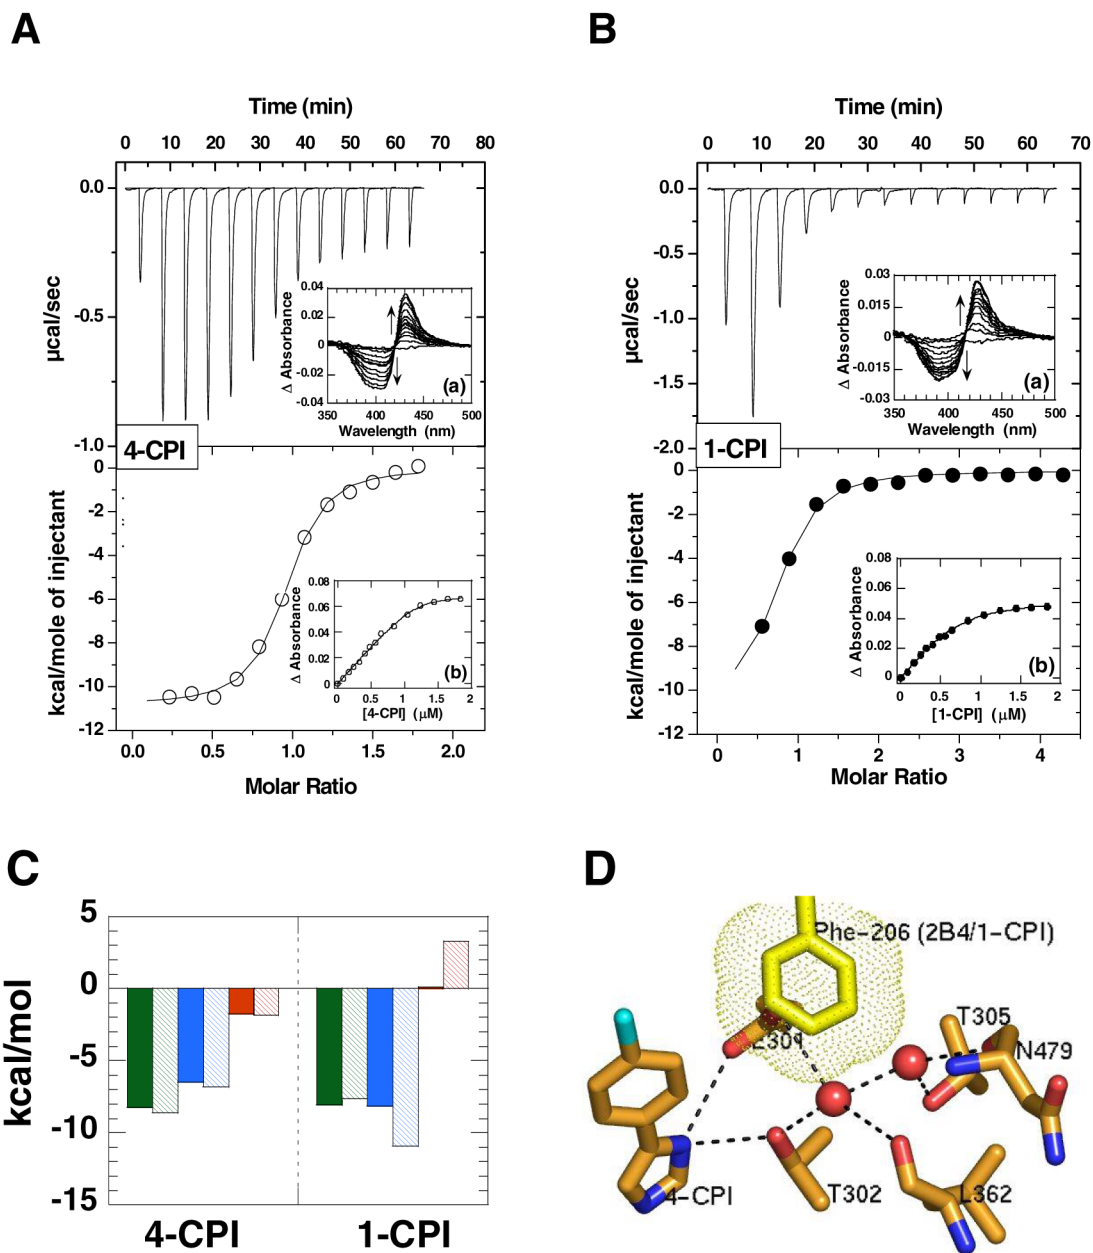 A
B
Time (min)
0 10 20 30 40 50 60 70 80
0.0
-0.5
-1.0
µcal/sec
0.04
0.02
0
-0.02
-0.04
Δ Absorbance
(a)
350 400 450 500
Wavelength (nm)
4-CPI
0
-2
-4
-6
-8
-10
-12
kcal/mole of injectant
0.08
0.06
0.04
0.02
0
Δ Absorbance
(b)
0 0.5 1 1.5 2
[4-CPI] (µM)
0.0 0.5 1.0 1.5 2.0
Molar Ratio
Time (min)
0 10 20 30 40 50 60 70
0.0
-0.5
-1.0
-1.5
-2.0
µcal/sec
0.03
0.015
0
-0.015
-0.03
Δ Absorbance
(a)
350 400 450 500
Wavelength (nm)
1-CPI
0
-2
-4
-6
-8
-10
-12
kcal/mole of injectant
0.08
0.06
0.04
0.02
0
Δ Absorbance
(b)
0 0.5 1 1.5 2
[1-CPI] (µM)
0 1 2 3 4
Molar Ratio
C
5
0
-5
-10
-15
kcal/mol
4-CPI 1-CPI
D
Phe-206 (2B4/1-CPI)
E301
T305
N479
4-CPI
T302
L362